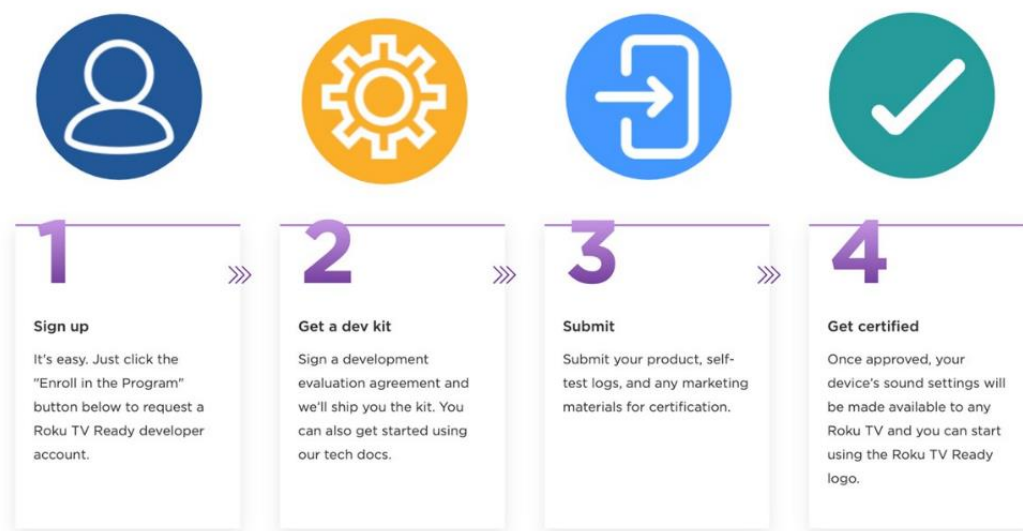 1
Sign up
It's easy. Just click the
"Enroll in the Program"
button below to request a
Roku TV Ready developer
account.
2
Get a dev kit
Sign a development
evaluation agreement and
we'll ship you the kit. You
can also get started using
our tech docs.
3
Submit
Submit your product, self-
test logs, and any marketing
materials for certification.
4
Get certified
Once approved, your
device's sound settings will
be made available to any
Roku TV and you can start
using the Roku TV Ready
logo.